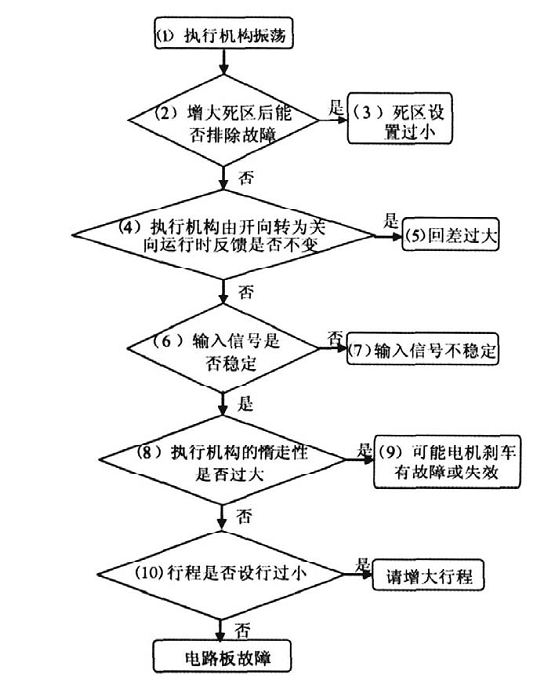 (1) 执行机构振荡
(2) 增大死区后能
否排除故障
是
(3) 死区设
置过小
否
(4) 执行机构由开向转为关
向运行时反馈是否不变
是
(5)回差过大
否
(6) 输入信号是
否稳定
否
(7)输入信号不稳定
是
(8) 执行机构的惰走性
是否过大
是
(9) 可能电机刹车
有故障或失效
否
(10)行程是否设行过小
是
请增大行程
否
电路板故障